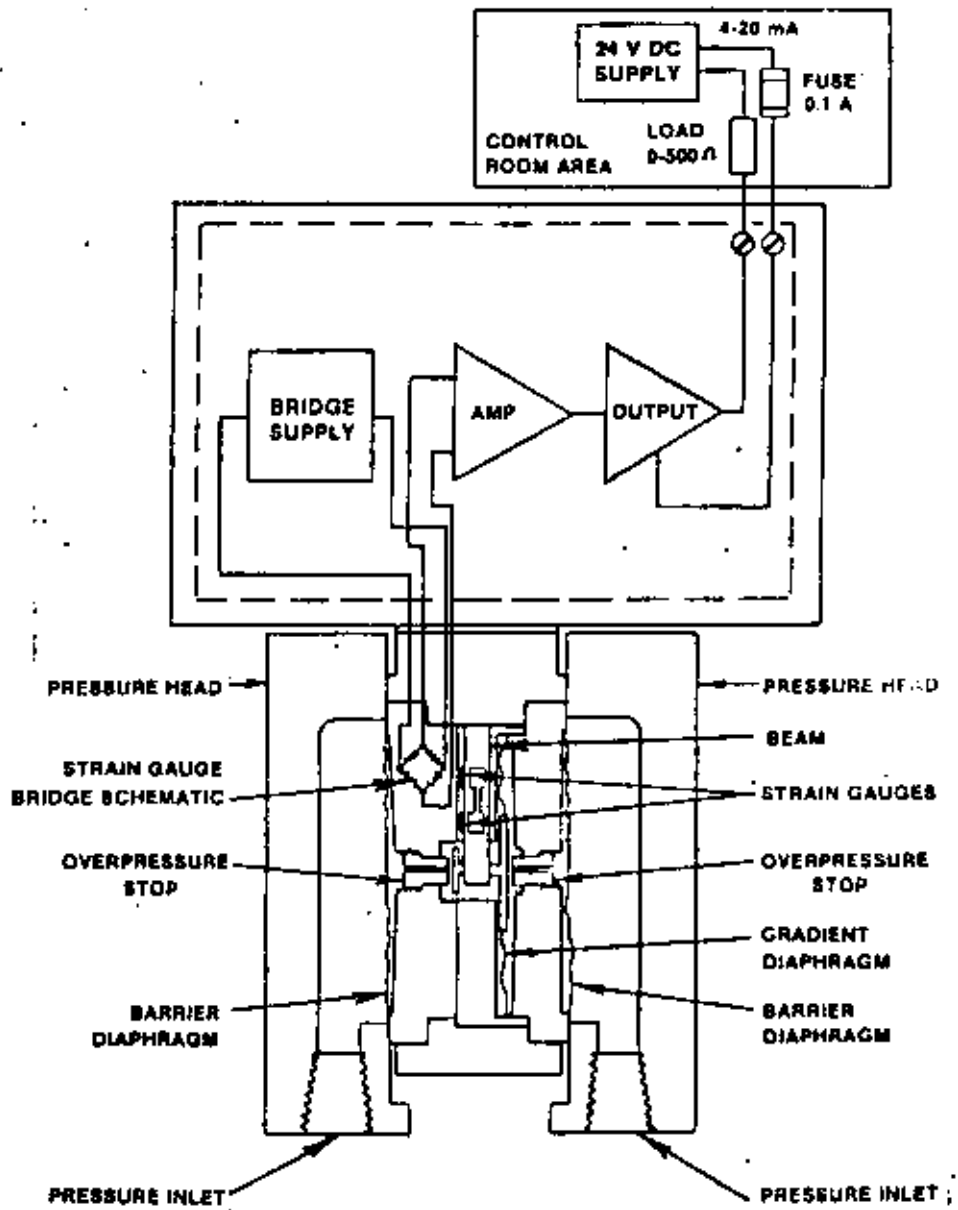 4-20 mA
24 V DC
SUPPLY
FUSE
0.1 A
LOAD
0-500 Ω
CONTROL
ROOM AREA
BRIDGE
SUPPLY
AMP
OUTPUT
PRESSURE HEAD
PRESSURE HEAD
BEAM
STRAIN GAUGE
BRIDGE SCHEMATIC
STRAIN GAUGES
OVERPRESSURE
STOP
OVERPRESSURE
STOP
GRADIENT
DIAPHRAGM
BARRIER
DIAPHRAGM
BARRIER
DIAPHRAGM
PRESSURE INLET
PRESSURE INLET